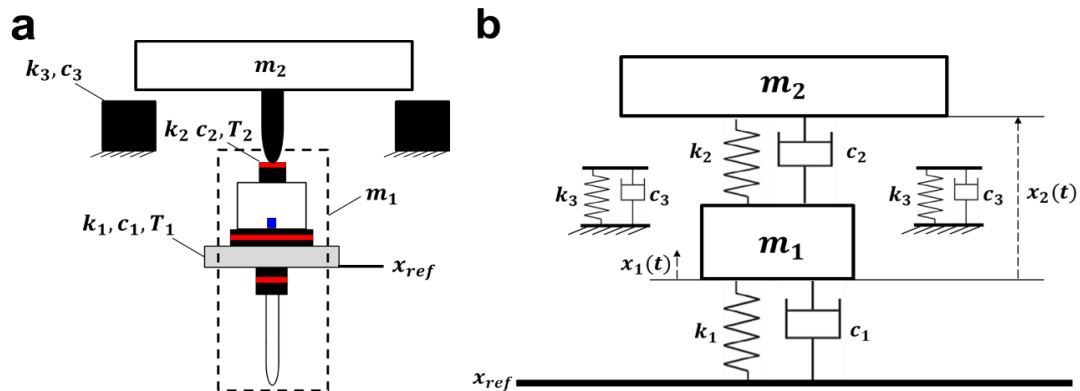 a
m₂
k₃, c₃
k₂ c₂, T₂
m₁
k₁, c₁, T₁
x_ref
b
m₂
k₂
c₂
k₃
c₃
k₃
c₃
x₂(t)
m₁
x₁(t)
k₁
c₁
x_ref